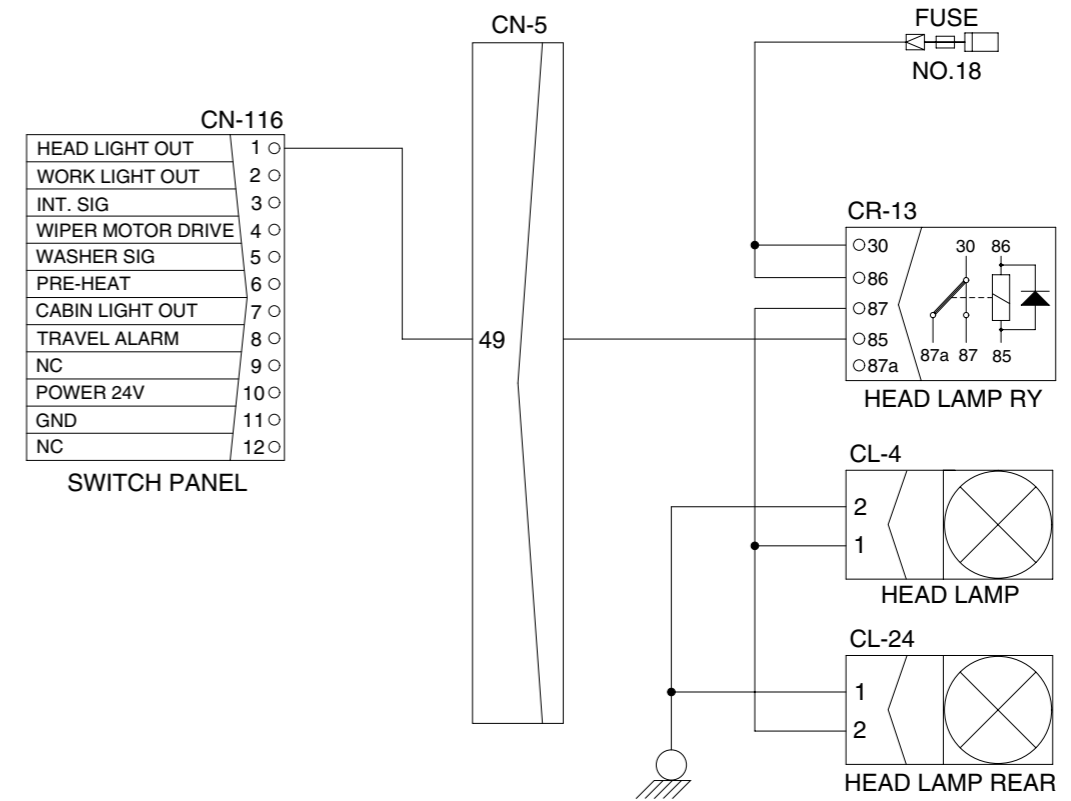 CN-5
FUSE
NO.18
CN-116
HEAD LIGHT OUT 1
WORK LIGHT OUT 2
INT. SIG 3
WIPER MOTOR DRIVE 4
WASHER SIG 5
PRE-HEAT 6
CABIN LIGHT OUT 7
TRAVEL ALARM 8
NC 9
POWER 24V 10
GND 11
NC 12
SWITCH PANEL
49
CR-13
30 30 86
86
87
85
87a 87a 87 85
HEAD LAMP RY
CL-4
2
1
HEAD LAMP
CL-24
1
2
HEAD LAMP REAR